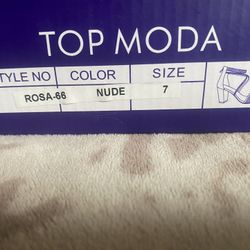 TOP MODA
STYLE NO COLOR SIZE
ROSA-66 NUDE 7